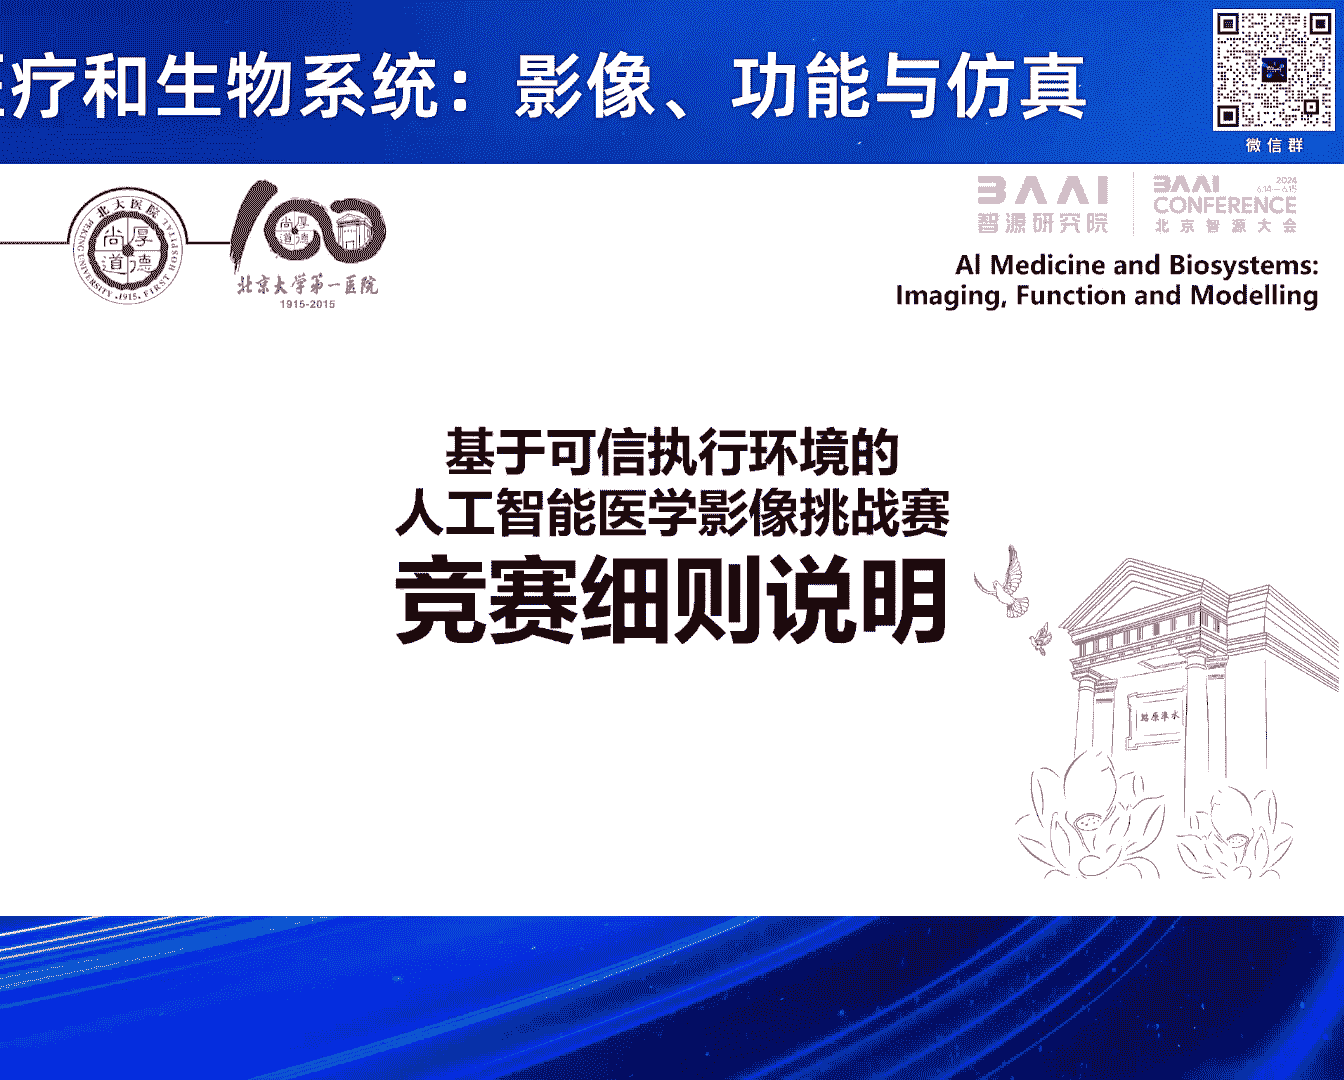 疗和生物系统：影像、功能与仿真
微信群
北大医院
PEKING UNIVERSITY FIRST HOSPITAL
厚德尚道
.1915.
100
厚德尚道
北京大学第一医院
1915-2015
BAAI
智源研究院
BAAI 2024 6.14-6.15
CONFERENCE
北京智源大会
AI Medicine and Biosystems:
Imaging, Function and Modelling
基于可信执行环境的
人工智能医学影像挑战赛
竞赛细则说明